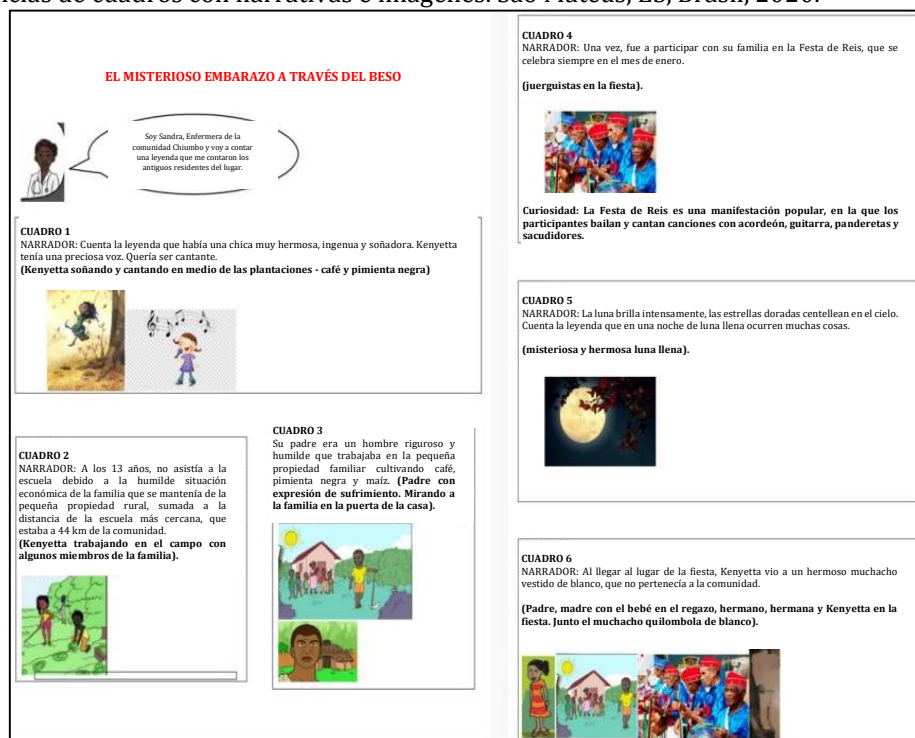 cias de cuadros con narrativas e imágenes. São Mateus, ES, Brasil, 2020.
EL MISTERIOSO EMBARAZO A TRAVÉS DEL BESO
Soy Sandra, Enfermera de la
comunidad Chiumbo y voy a contar
una leyenda que me contaron los
antiguos residentes del lugar.
CUADRO 1
NARRADOR: Cuenta la leyenda que había una chica muy hermosa, ingenua y soñadora. Kenyetta
tenía una preciosa voz. Quería ser cantante.
(Kenyetta soñando y cantando en medio de las plantaciones - café y pimienta negra)
CUADRO 2
NARRADOR: A los 13 años, no asistía a la
escuela debido a la humilde situación
económica de la familia que se mantenía de la
pequeña propiedad rural, sumada a la
distancia de la escuela más cercana, que
estaba a 44 km de la comunidad.
(Kenyetta trabajando en el campo con
algunos miembros de la familia).
CUADRO 3
Su padre era un hombre riguroso y
humilde que trabajaba en la pequeña
propiedad familiar cultivando café,
pimienta negra y maíz. (Padre con
expresión de sufrimiento. Mirando a
la familia en la puerta de la casa).
CUADRO 4
NARRADOR: Una vez, fue a participar con su familia en la Festa de Reis, que se
celebra siempre en el mes de enero.
(juerguistas en la fiesta).
Curiosidad: La Festa de Reis es una manifestación popular, en la que los
participantes bailan y cantan canciones con acordeón, guitarra, panderetas y
sacudidores.
CUADRO 5
NARRADOR: La luna brilla intensamente, las estrellas doradas centellean en el cielo.
Cuenta la leyenda que en una noche de luna llena ocurren muchas cosas.
(misteriosa y hermosa luna llena).
CUADRO 6
NARRADOR: Al llegar al lugar de la fiesta, Kenyetta vio a un hermoso muchacho
vestido de blanco, que no pertenecía a la comunidad.
(Padre, madre con el bebé en el regazo, hermano, hermana y Kenyetta en la
fiesta. Junto el muchacho quilombola de blanco).